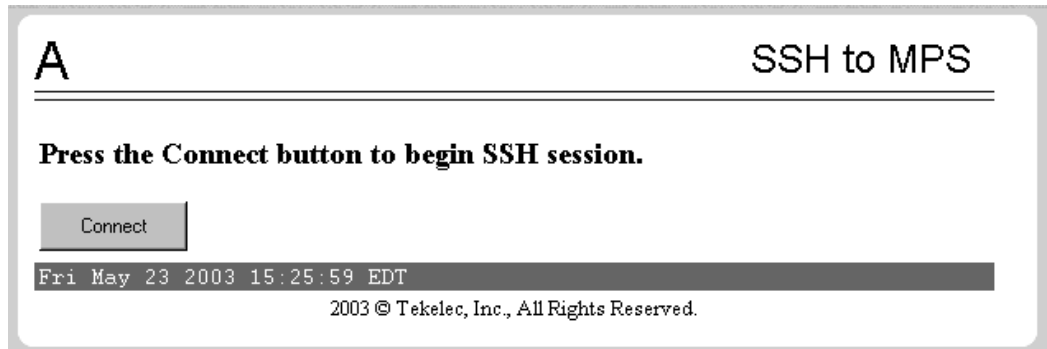 A SSH to MPS
Press the Connect button to begin SSH session.
Connect
Fri May 23 2003 15:25:59 EDT
2003 © Tekelec, Inc., All Rights Reserved.